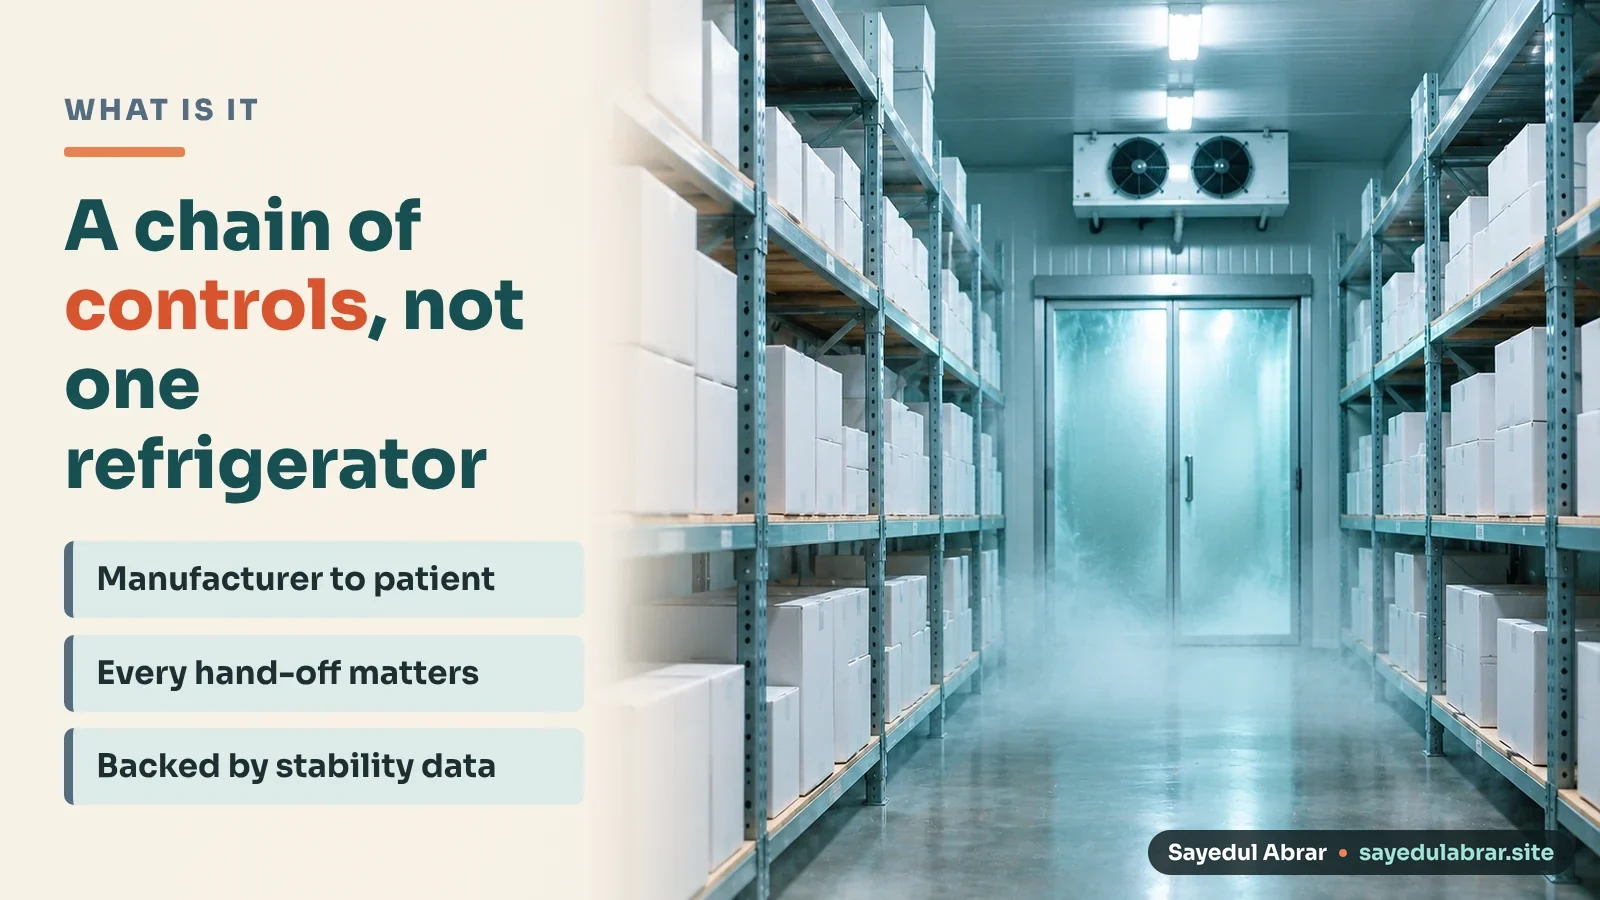 WHAT IS IT
A chain of
controls, not
one
refrigerator
Manufacturer to patient
Every hand-off matters
Backed by stability data
Sayedul Abrar • sayedulabrar.site